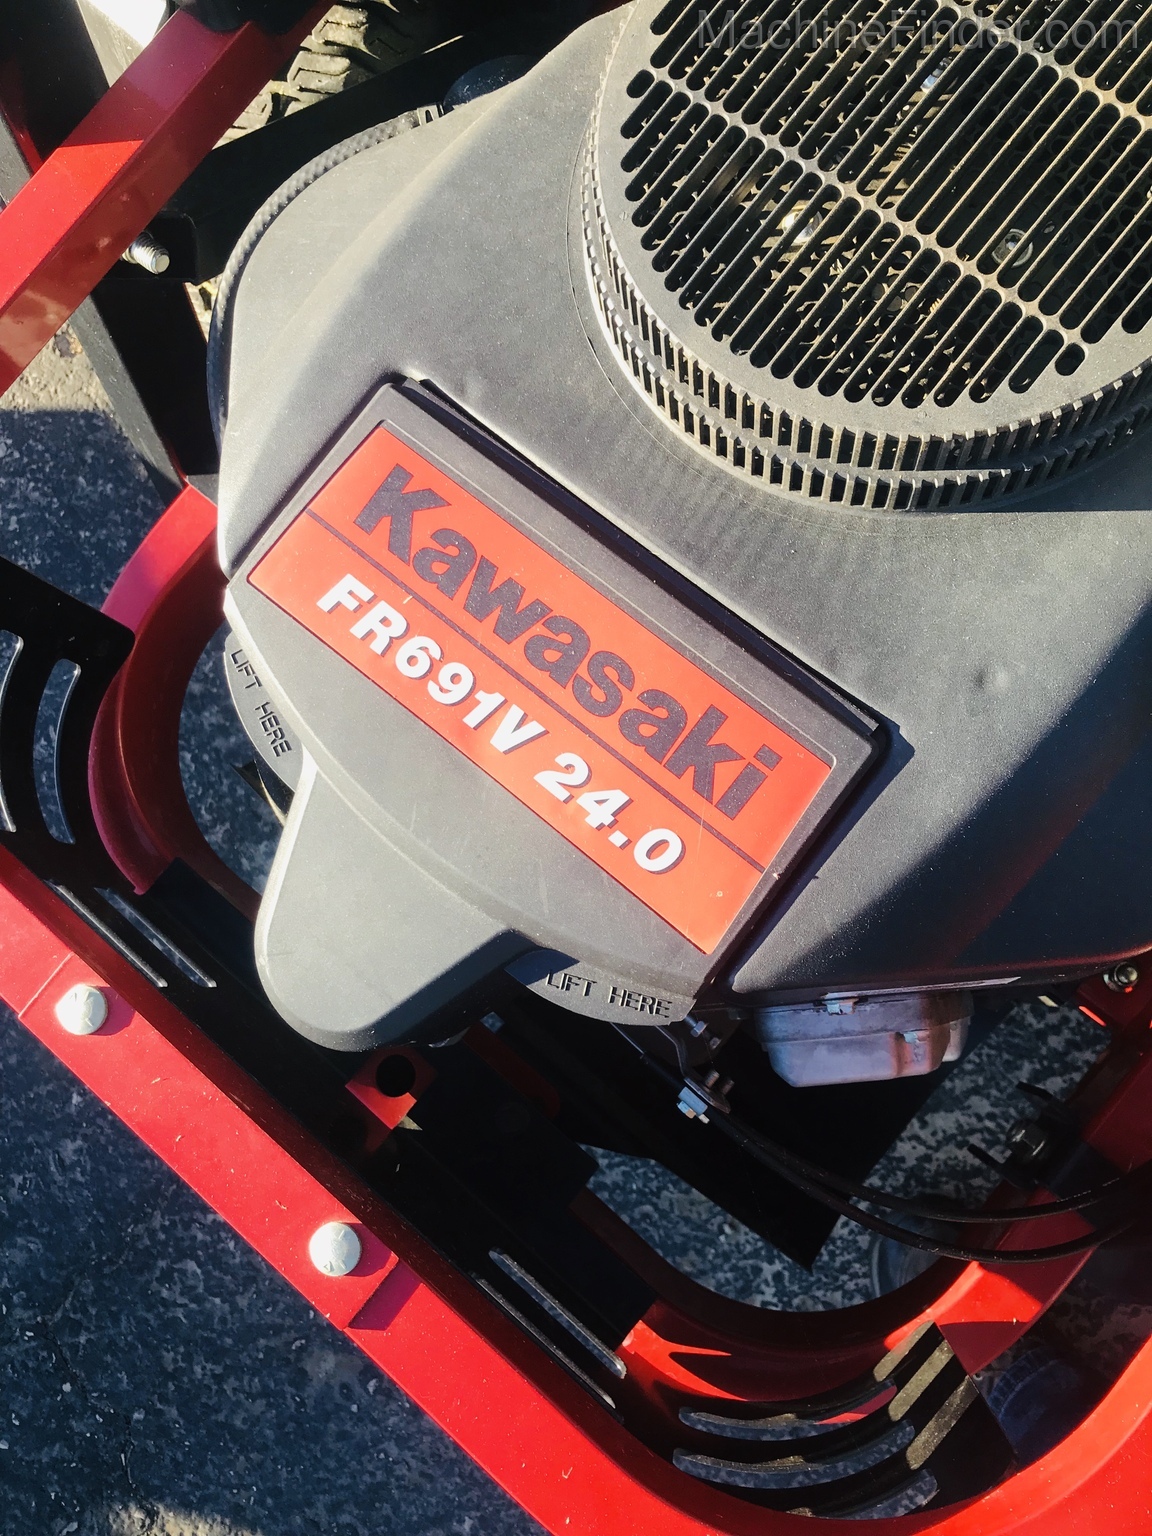 MachineFinder.com
Kawasaki
FR691V 24.0
LIFT HERE
LIFT HERE